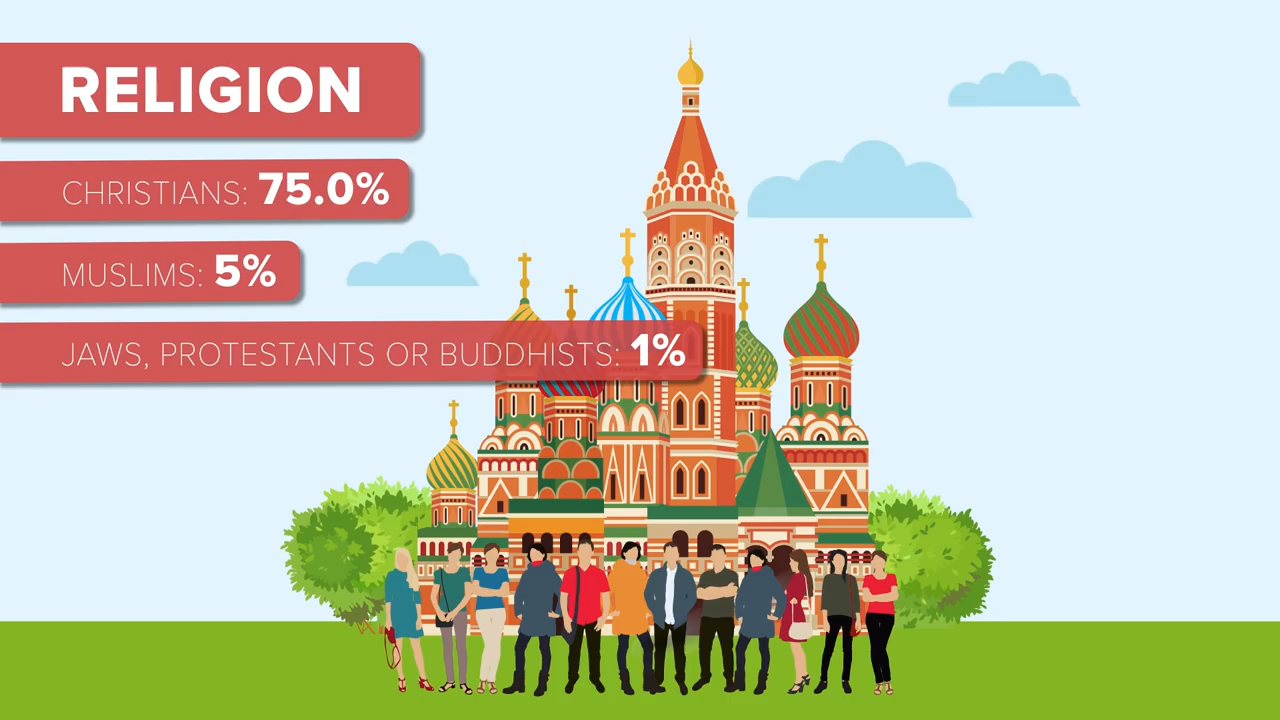 RELIGION
CHRISTIANS: 75.0%
MUSLIMS: 5%
JAWS, PROTESTANTS OR BUDDHISTS: 1%